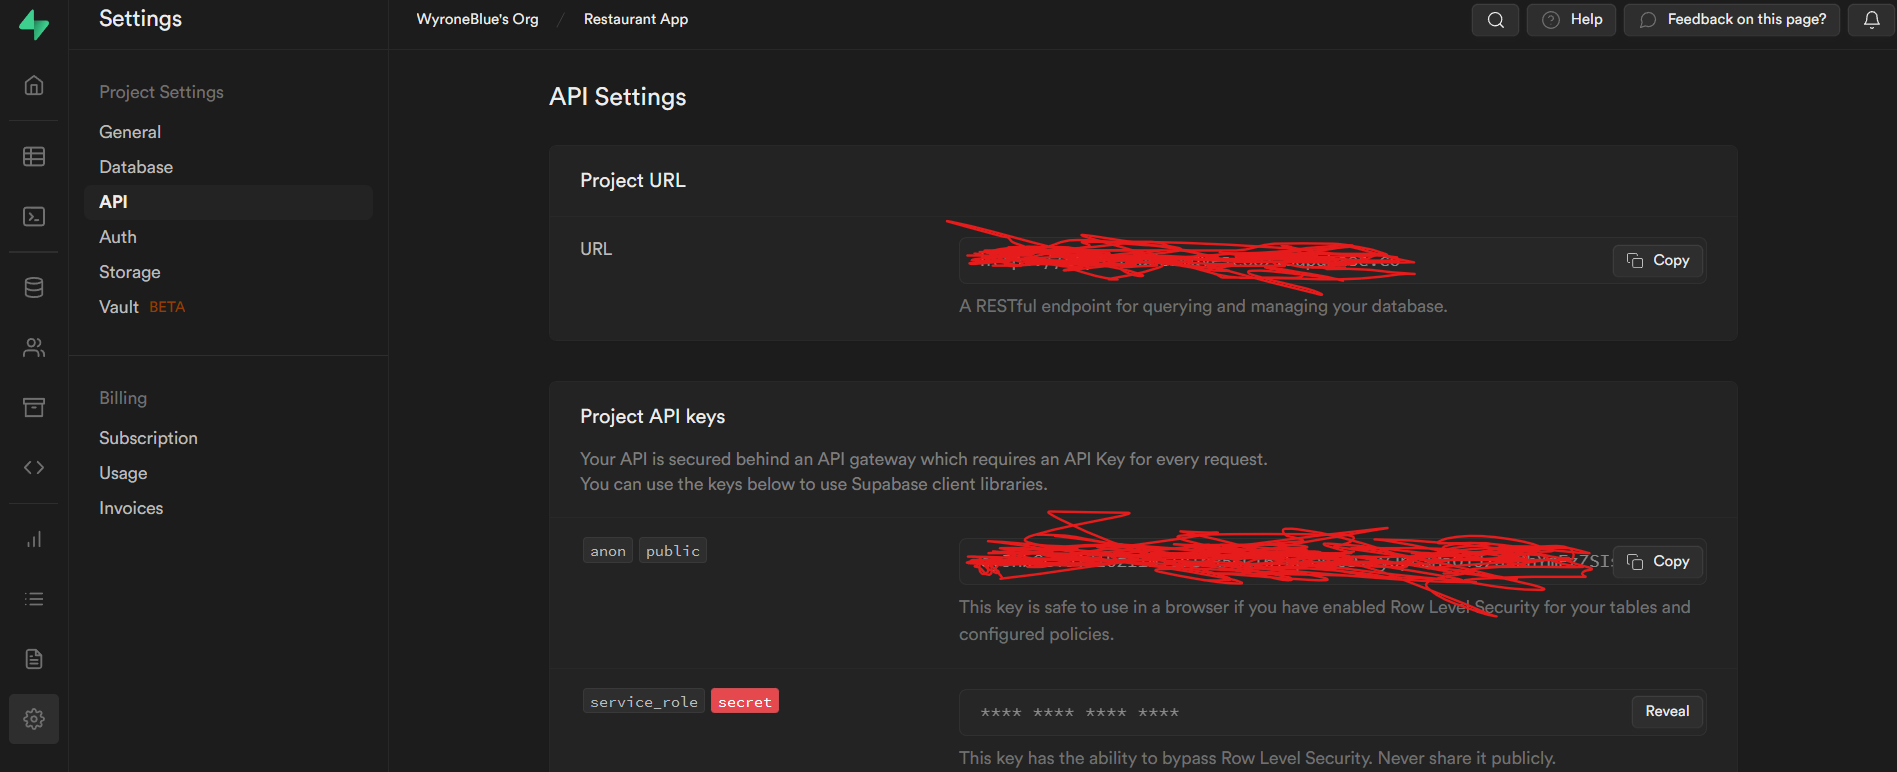 Settings
WyroneBlue's Org / Restaurant App
Help
Feedback on this page?
Project Settings
General
Database
API
Auth
Storage
Vault BETA
Billing
Subscription
Usage
Invoices
API Settings
Project URL
URL
Copy
A RESTful endpoint for querying and managing your database.
Project API keys
Your API is secured behind an API gateway which requires an API Key for every request.
You can use the keys below to use Supabase client libraries.
anon public
Copy
This key is safe to use in a browser if you have enabled Row Level Security for your tables and
configured policies.
service_role secret
**** **** **** ****
Reveal
This key has the ability to bypass Row Level Security. Never share it publicly.